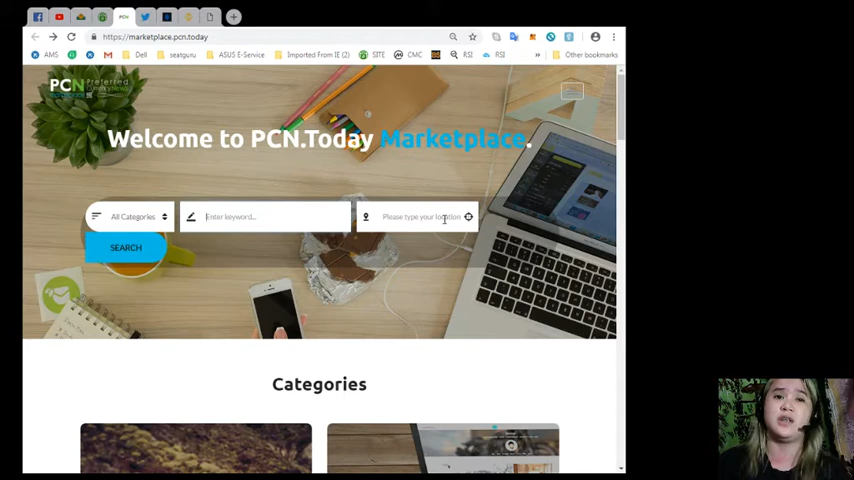 https://marketplace.pcn.today
AMS
Dell
seatguru
ASUS E-Service
Imported From IE (2)
SITE
CMC
RSI
RSI
Other bookmarks
PCN Preferred
Welcome to PCN.Today Marketplace.
All Categories
Enter keyword...
Please type your location
SEARCH
Categories